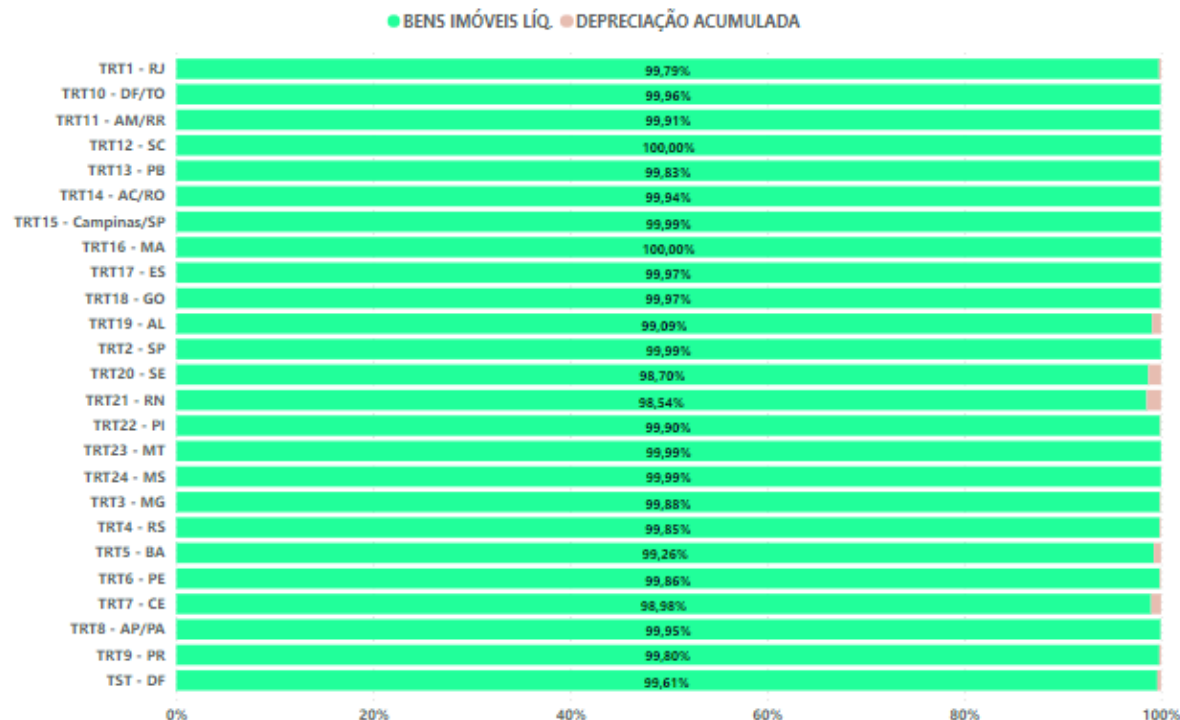 BENS IMÓVEIS LÍQ. DEPRECIAÇÃO ACUMULADA
TRT1 - RJ 99,79%
TRT10 - DF/TO 99,96%
TRT11 - AM/RR 99,91%
TRT12 - SC 100,00%
TRT13 - PB 99,83%
TRT14 - AC/RO 99,94%
TRT15 - Campinas/SP 99,99%
TRT16 - MA 100,00%
TRT17 - ES 99,97%
TRT18 - GO 99,97%
TRT19 - AL 99,09%
TRT2 - SP 99,99%
TRT20 - SE 98,70%
TRT21 - RN 98,54%
TRT22 - PI 99,90%
TRT23 - MT 99,99%
TRT24 - MS 99,99%
TRT3 - MG 99,88%
TRT4 - RS 99,85%
TRT5 - BA 99,26%
TRT6 - PE 99,86%
TRT7 - CE 98,98%
TRT8 - AP/PA 99,95%
TRT9 - PR 99,80%
TST - DF 99,61%
0% 20% 40% 60% 80% 100%